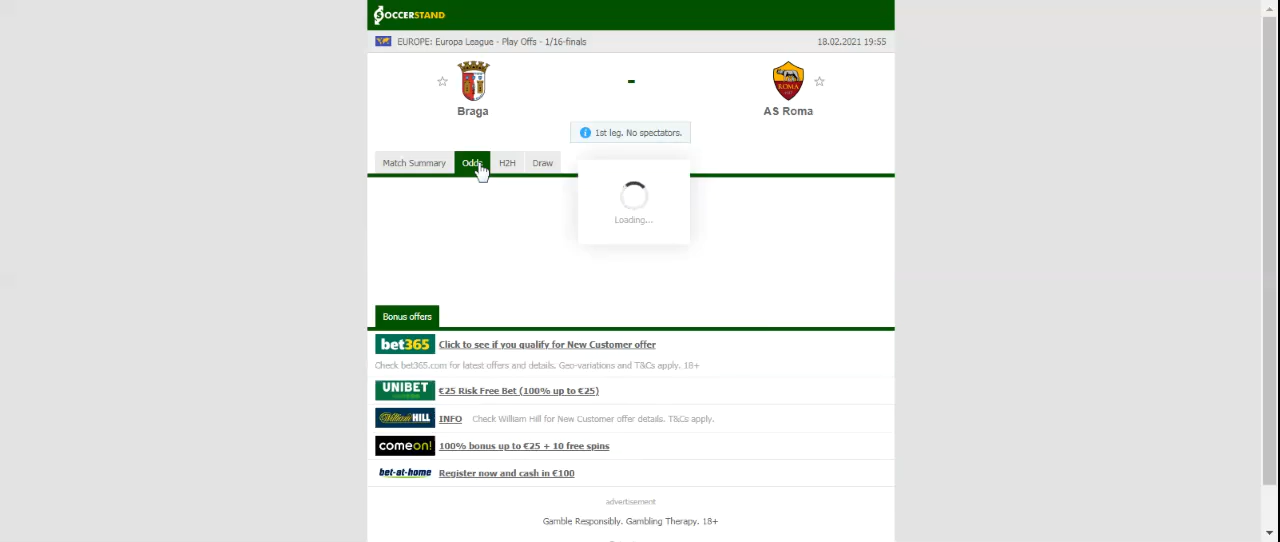 SOCCERSTAND
EUROPE: Europa League - Play Offs - 1/16-finals 18.02.2021 19:55
-
Braga AS Roma
1st leg. No spectators.
Match Summary Odds H2H Draw
Loading...
Bonus offers
bet365 Click to see if you qualify for New Customer offer
Check bet365.com for latest offers and details. Geo-variations and T&Cs apply. 18+
UNIBET €25 Risk Free Bet (100% up to €25)
William HILL INFO Check William Hill for New Customer offer details. T&Cs apply.
comeon! 100% bonus up to €25 + 10 free spins
bet-at-home Register now and cash in €100
advertisement
Gamble Responsibly. Gambling Therapy. 18+